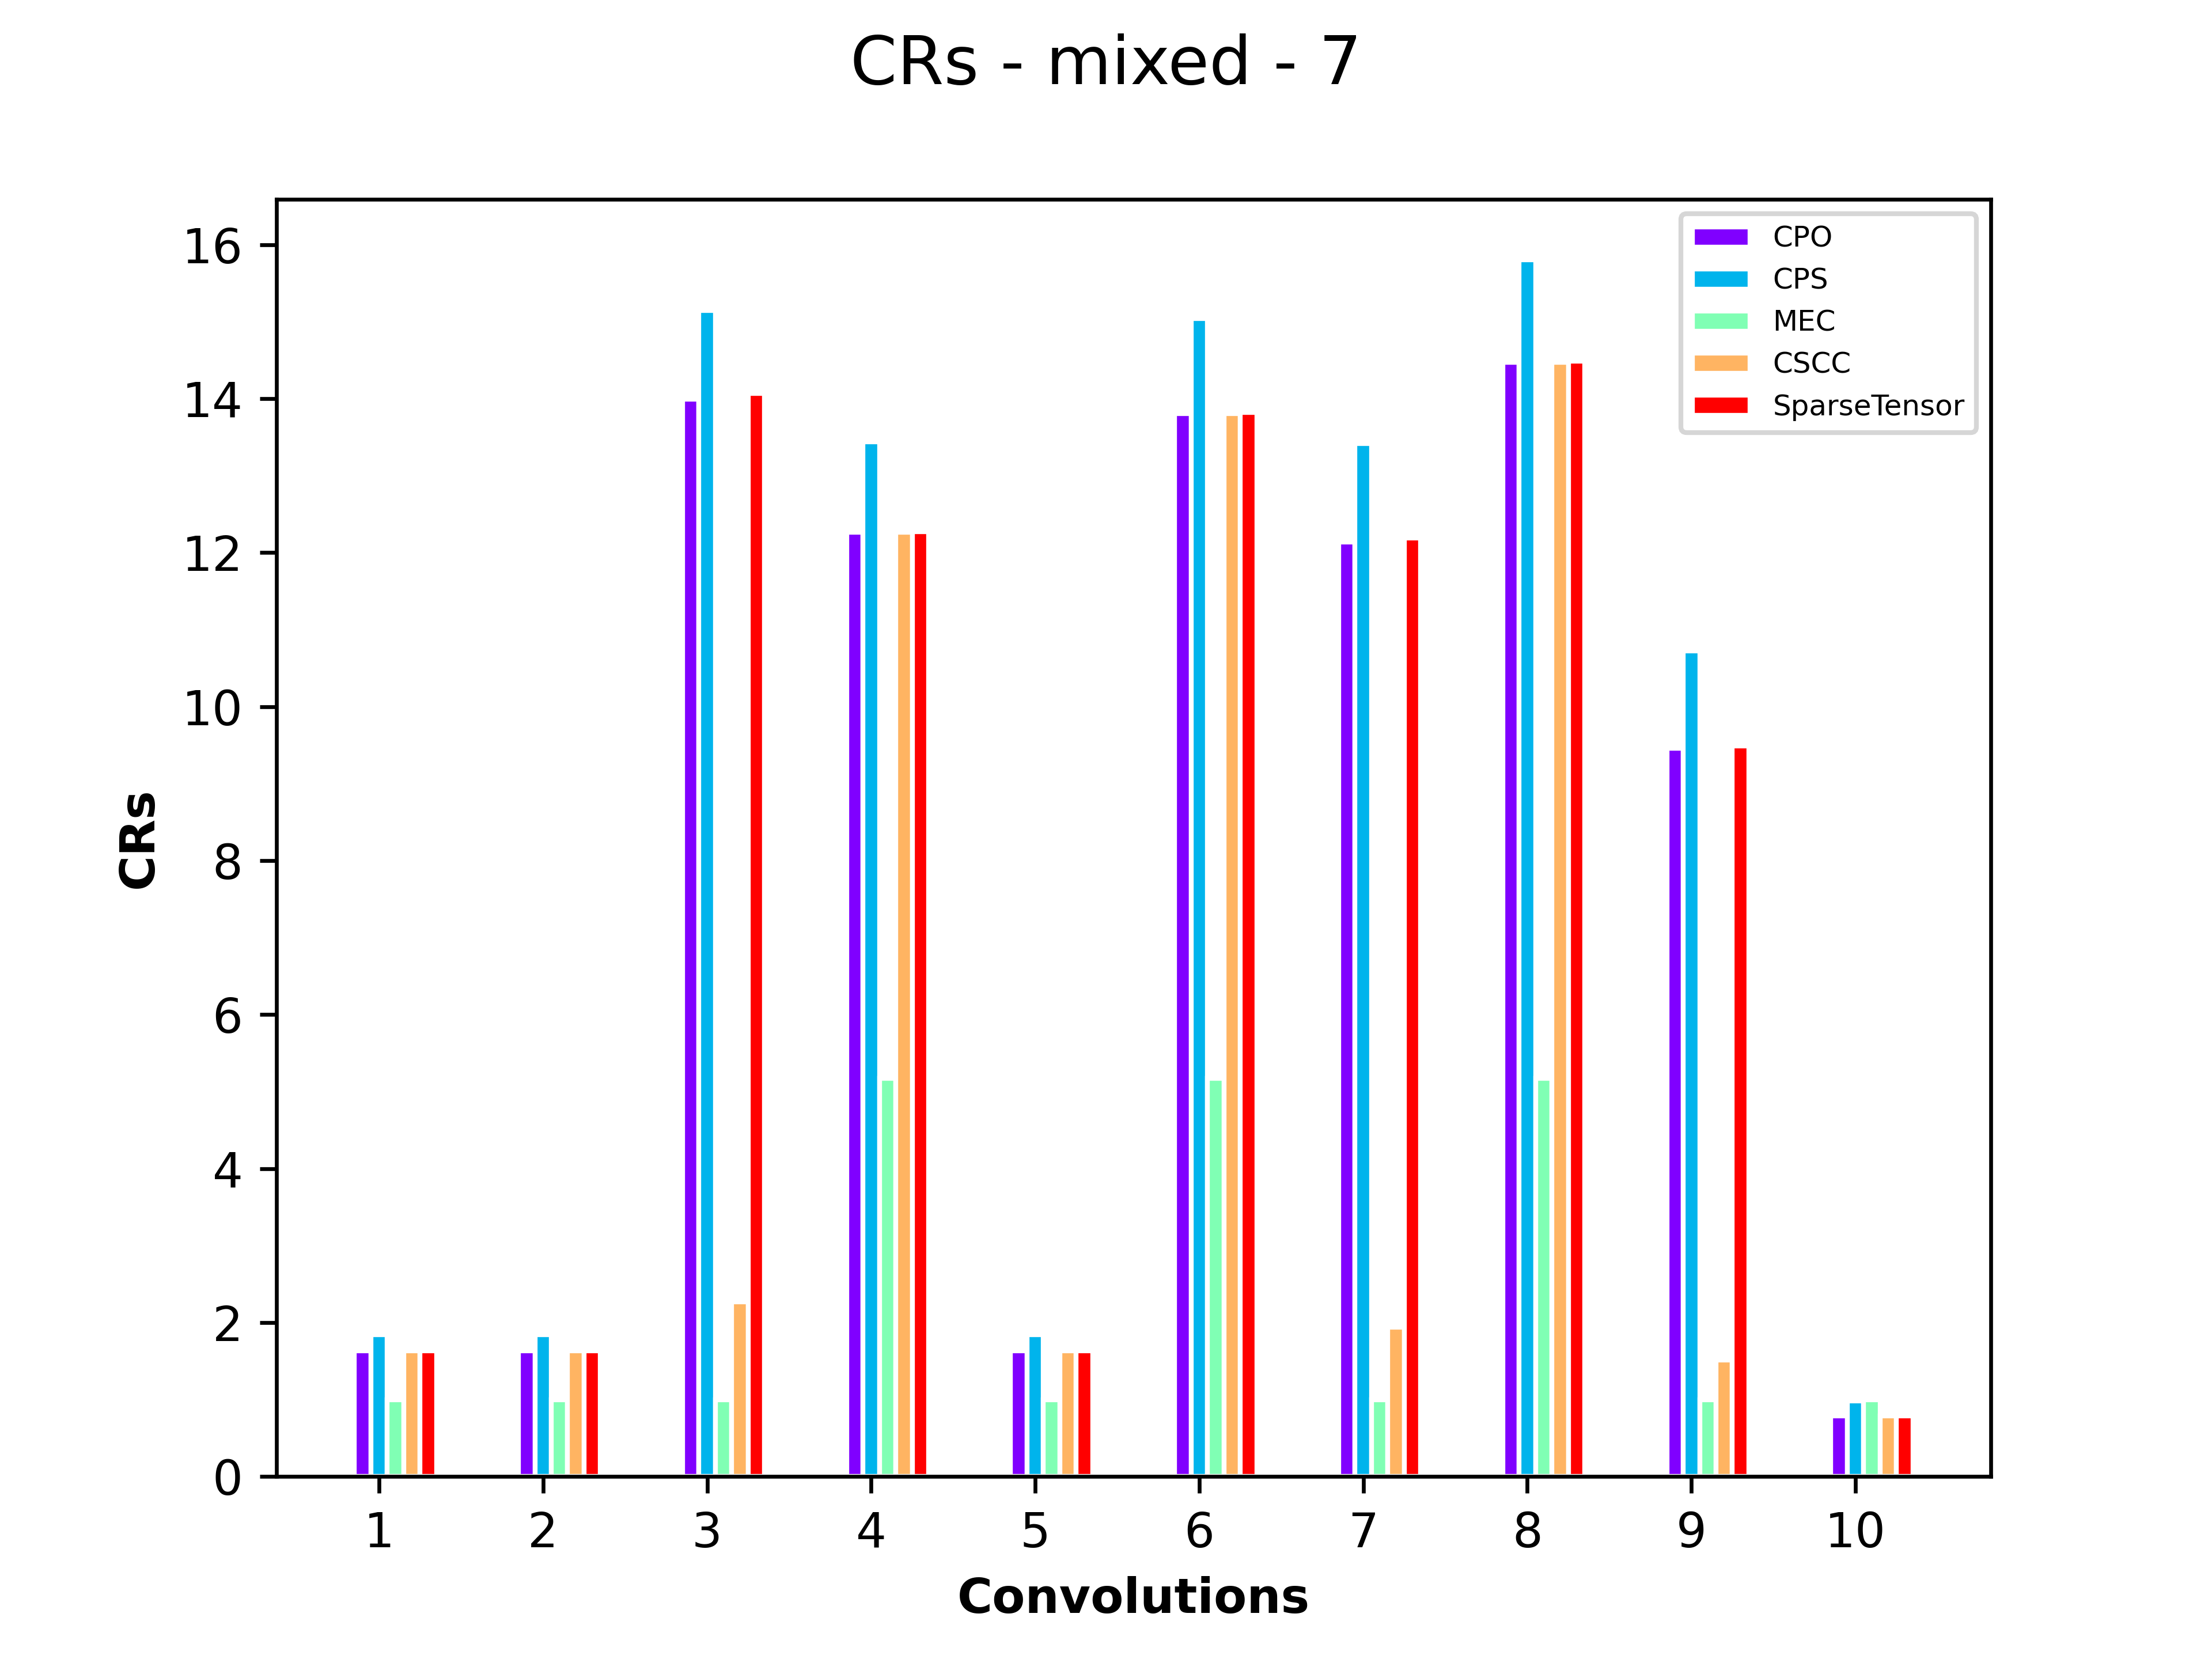 CRs - mixed - 7
CPO
CPS
MEC
CSCC
SparseTensor
16
14
12
10
8
6
4
2
0
CRs
1 2 3 4 5 6 7 8 9 10
Convolutions